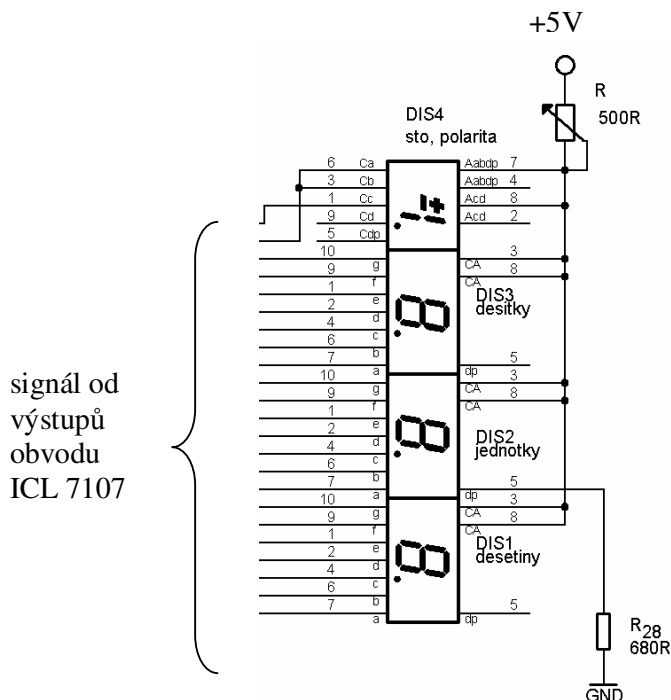 +5V
R
500R
DIS4
sto, polarita
6 Ca Aabdp 7
3 Cb Aabdp 4
1 Cc Acd 8
9 Cd Acd 2
5 Cdp
10 g CA 3
9 f CA 8
1 e DIS3
2 d desítky
4 c
6 b
7 a dp 5
10 g CA 3
9 f CA 8
1 e
2 d DIS2
4 c jednotky
6 b
7 a dp 5
10 g CA 3
9 f CA 8
1 e DIS1
2 d desetiny
4 c
6 b
7 a dp 5
signál od
výstupů
obvodu
ICL 7107
R28
680R
GND